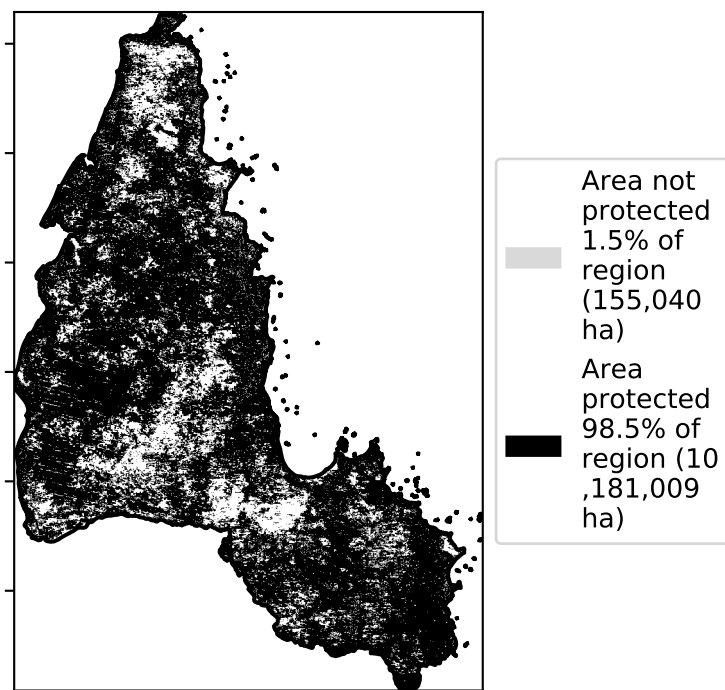 Area not
protected
1.5% of
region
(155,040
ha)
Area
protected
98.5% of
region (10
,181,009
ha)